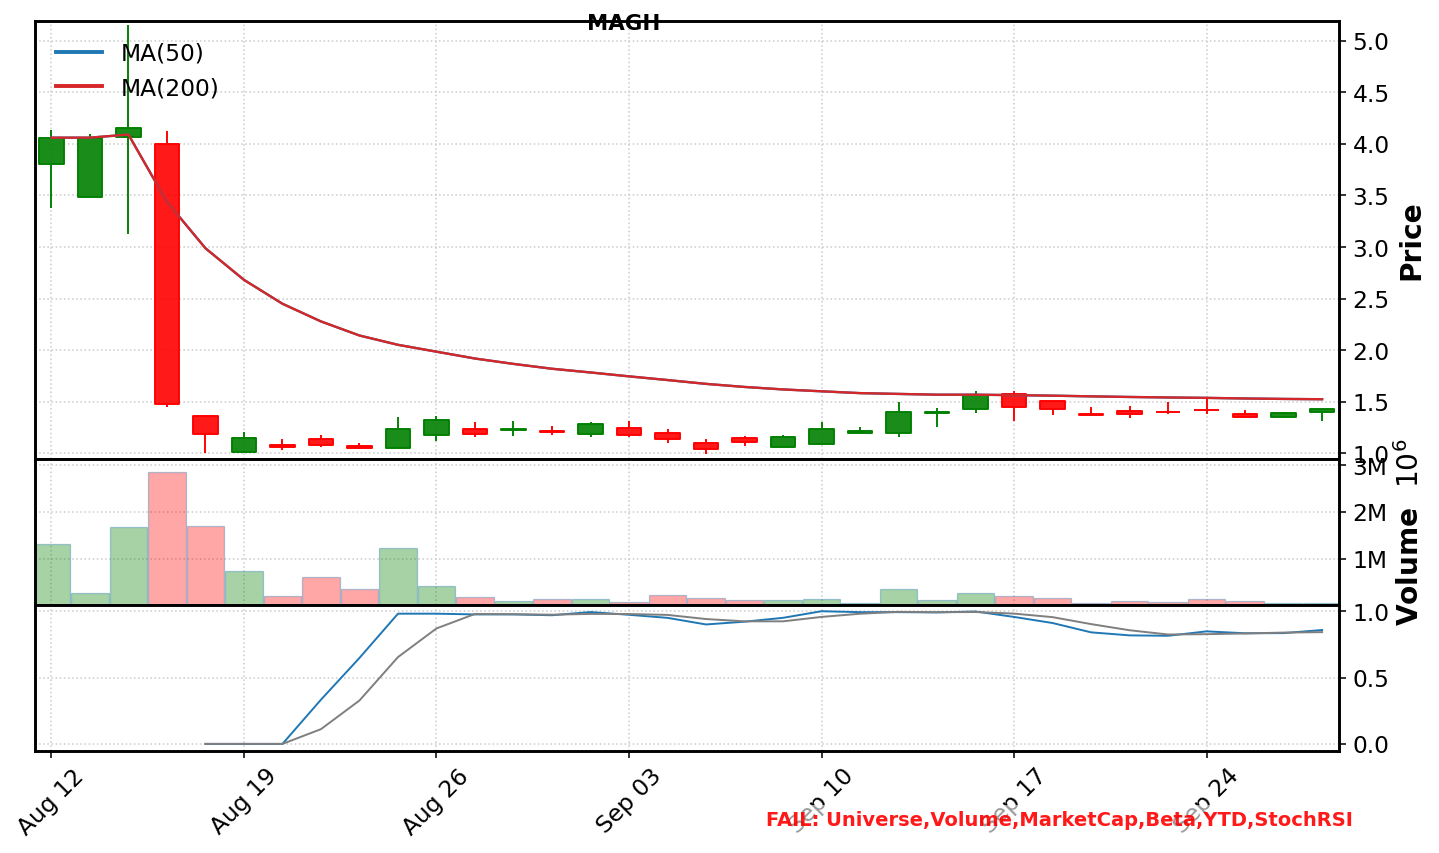 MAGH
MA(50)
MA(200)
5.0
4.5
4.0
3.5
3.0
2.5
2.0
1.5
1.0
Price
3M
2M
1M
Volume 10^6
1.0
0.5
0.0
Aug 12
Aug 19
Aug 26
Sep 03
Sep 10
Sep 17
Sep 24
FAIL: Universe,Volume,MarketCap,Beta,YTD,StochRSI